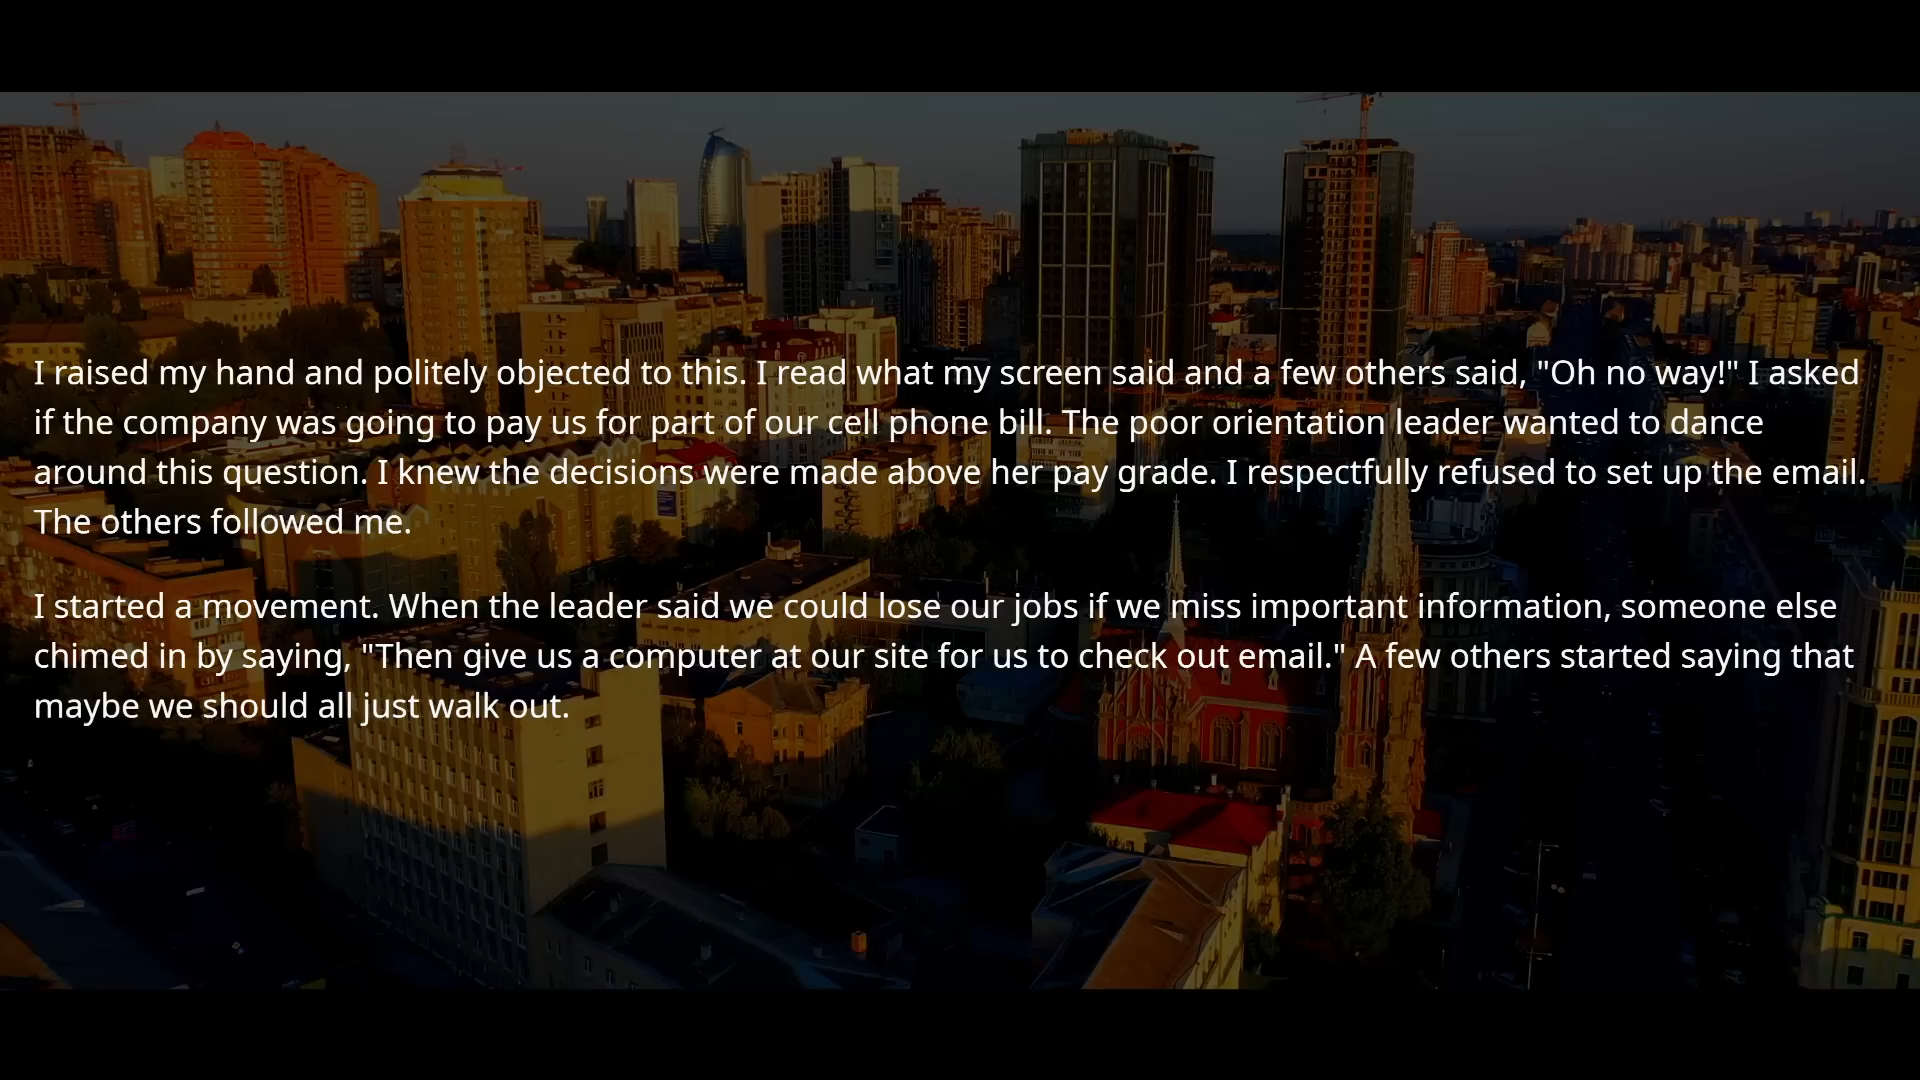 I raised my hand and politely objected to this. I read what my screen said and a few others said, "Oh no way!" I asked
if the company was going to pay us for part of our cell phone bill. The poor orientation leader wanted to dance
around this question. I knew the decisions were made above her pay grade. I respectfully refused to set up the email.
The others followed me.
I started a movement. When the leader said we could lose our jobs if we miss important information, someone else
chimed in by saying, "Then give us a computer at our site for us to check out email." A few others started saying that
maybe we should all just walk out.